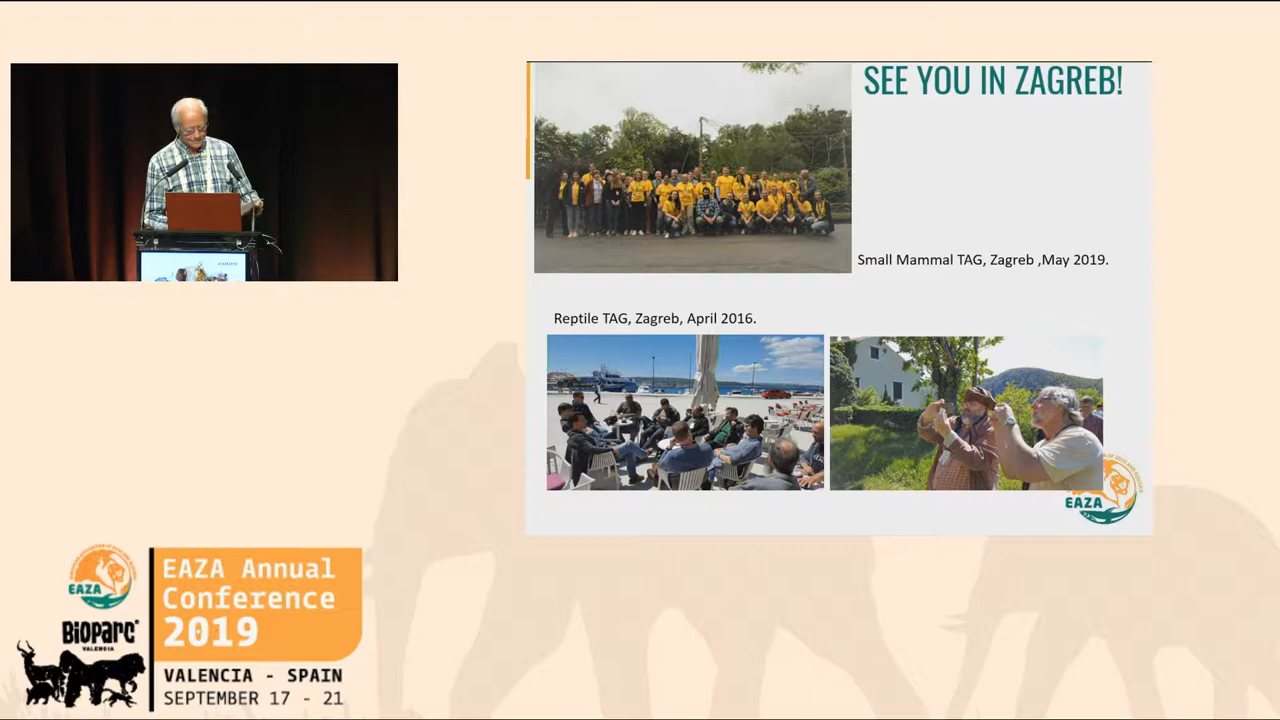 SEE YOU IN ZAGREB!
Small Mammal TAG, Zagreb ,May 2019.
Reptile TAG, Zagreb, April 2016.
EAZA
EAZA
BIOPARC
VALENCIA
EAZA Annual
Conference
2019
VALENCIA - SPAIN
SEPTEMBER 17 - 21